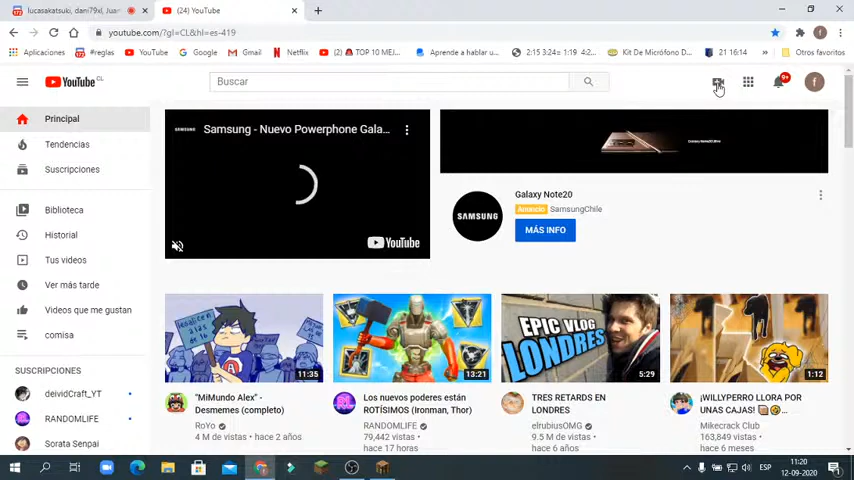 lucasakatsuki, dani79xl, Juan
(24) YouTube
youtube.com/?gl=CL&hl=es-419
Aplicaciones
#reglas
YouTube
Google
Gmail
Netflix
(2) TOP 10 MEJ...
Aprende a hablar u...
2:15 3:24= 1:19 4:2...
Kit De Micrófono D...
21 16:14
Otros favoritos
YouTube CL
Buscar
9+
f
Principal
Tendencias
Suscripciones
Biblioteca
Historial
Tus videos
Ver más tarde
Videos que me gustan
comisa
SUSCRIPCIONES
deividCraft_YT
RANDOMLIFE
Sorata Senpai
SAMSUNG
Samsung - Nuevo Powerphone Gala...
YouTube
SAMSUNG
Galaxy Note20
Anuncio SamsungChile
MÁS INFO
11:35
"MiMundo Alex" -
Desmemes (completo)
RoYo
4 M de vistas • hace 2 años
13:21
Los nuevos poderes están
ROTÍSIMOS (Ironman, Thor)
RANDOMLIFE
79,442 vistas •
hace 17 horas
EPIC VLOG
LONDRES
5:29
TRES RETARDS EN
LONDRES
elrubiusOMG
9.5 M de vistas •
hace 6 años
1:12
¡WILLYPERRO LLORA POR
UNAS CAJAS!
Mikecrack Club
163,849 vistas •
hace 6 meses
ESP
11:20
12-09-2020